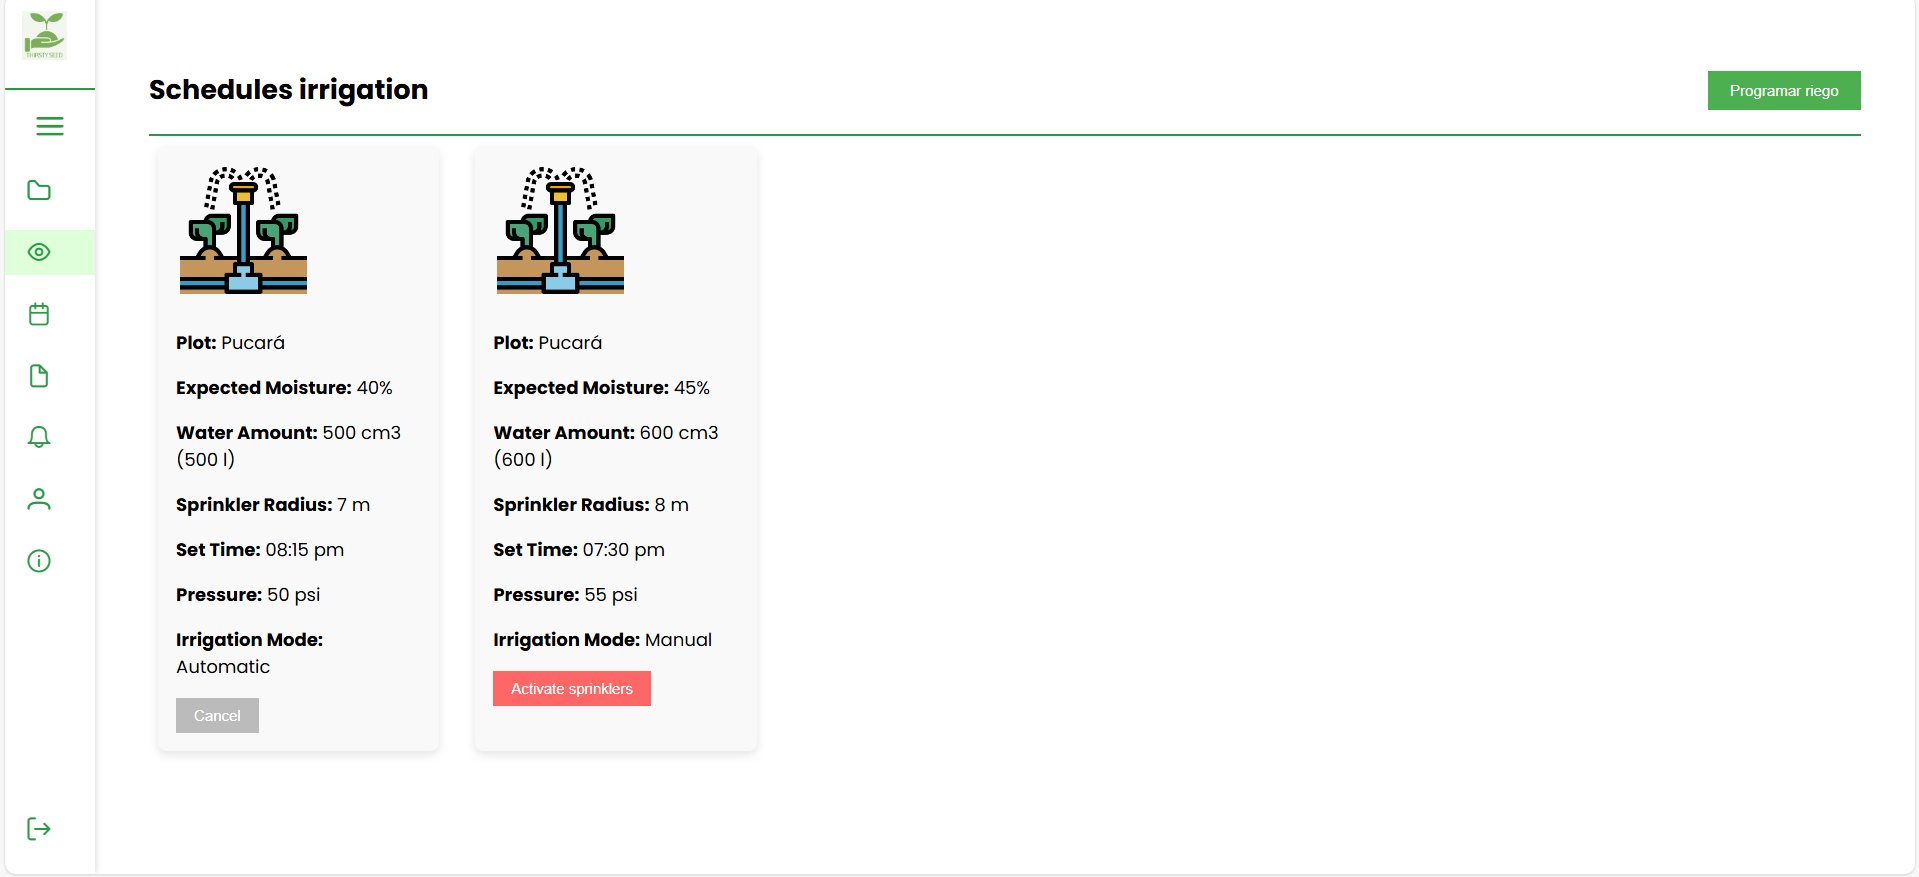 THIRSTYSEED
Schedules irrigation
Programar riego
Plot: Pucará
Expected Moisture: 40%
Water Amount: 500 cm3
(500 l)
Sprinkler Radius: 7 m
Set Time: 08:15 pm
Pressure: 50 psi
Irrigation Mode:
Automatic
Cancel
Plot: Pucará
Expected Moisture: 45%
Water Amount: 600 cm3
(600 l)
Sprinkler Radius: 8 m
Set Time: 07:30 pm
Pressure: 55 psi
Irrigation Mode: Manual
Activate sprinklers